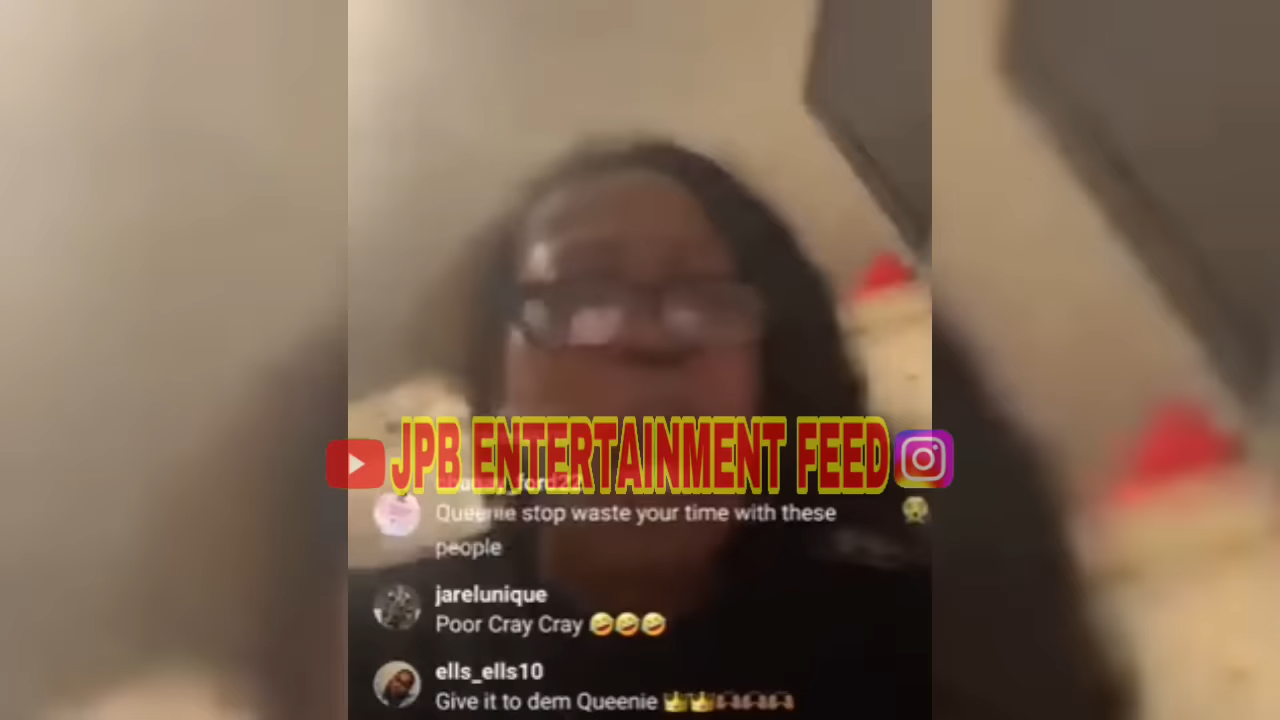 JPB ENTERTAINMENT FEED
Queenie stop waste your time with these
people
jarelunique
Poor Cray Cray 🤣🤣🤣
ells_ells10
Give it to dem Queenie 👑👑